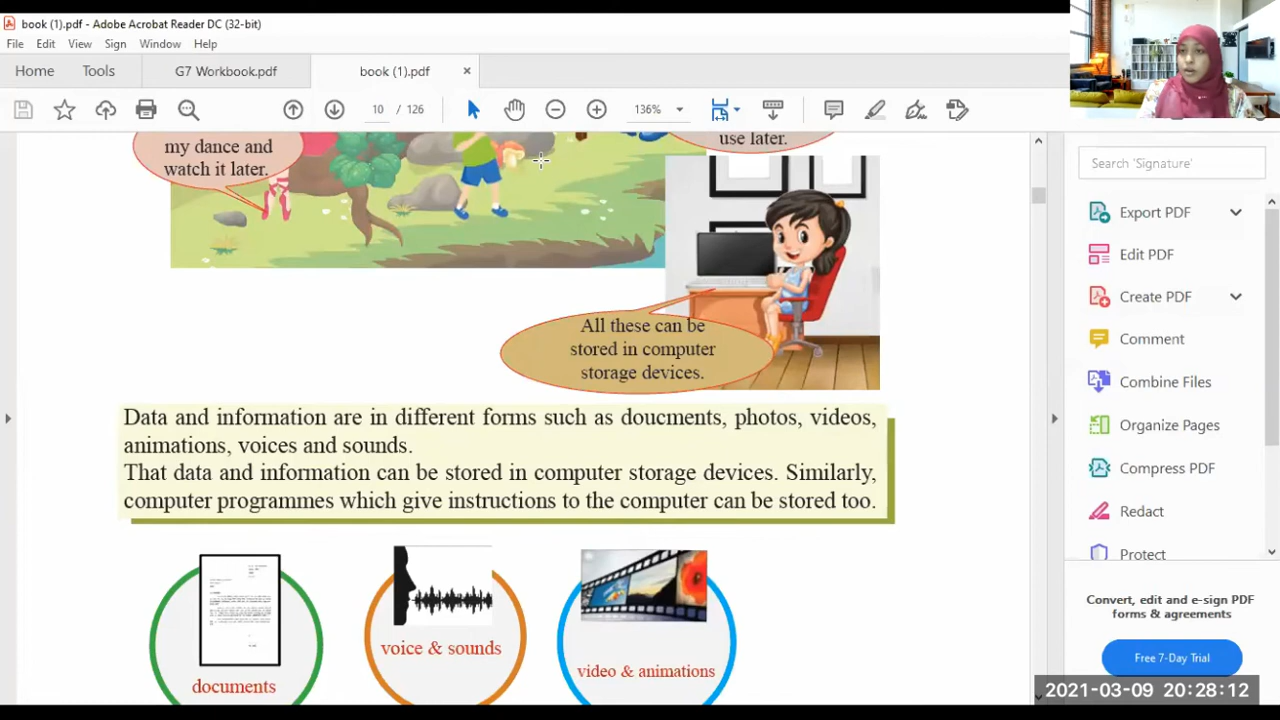 book (1).pdf - Adobe Acrobat Reader DC (32-bit)
File Edit View Sign Window Help
Home Tools G7 Workbook.pdf book (1).pdf ×
10 / 126 136%
my dance and
watch it later.
use later.
All these can be
stored in computer
storage devices.
Data and information are in different forms such as doucments, photos, videos,
animations, voices and sounds.
That data and information can be stored in computer storage devices. Similarly,
computer programmes which give instructions to the computer can be stored too.
documents
voice & sounds
video & animations
Search 'Signature'
Export PDF
Edit PDF
Create PDF
Comment
Combine Files
Organize Pages
Compress PDF
Redact
Protect
Convert, edit and e-sign PDF
forms & agreements
Free 7-Day Trial
2021-03-09 20:28:12